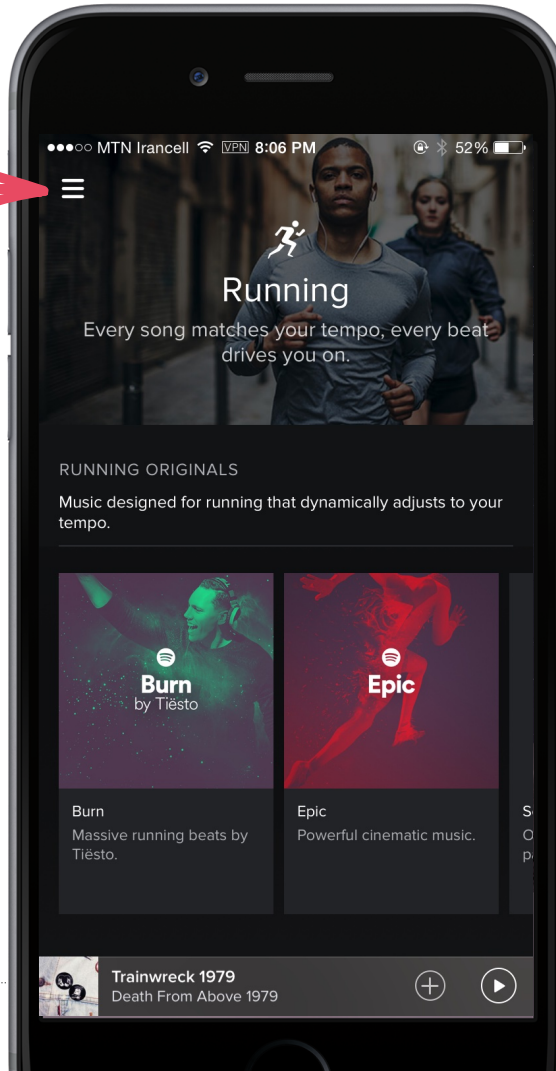 MTN Irancell VPN 8:06 PM 52%
Running
Every song matches your tempo, every beat
drives you on.
RUNNING ORIGINALS
Music designed for running that dynamically adjusts to your
tempo.
Burn
by Tiësto
Epic
Burn
Massive running beats by
Tiësto.
Epic
Powerful cinematic music.
Trainwreck 1979
Death From Above 1979